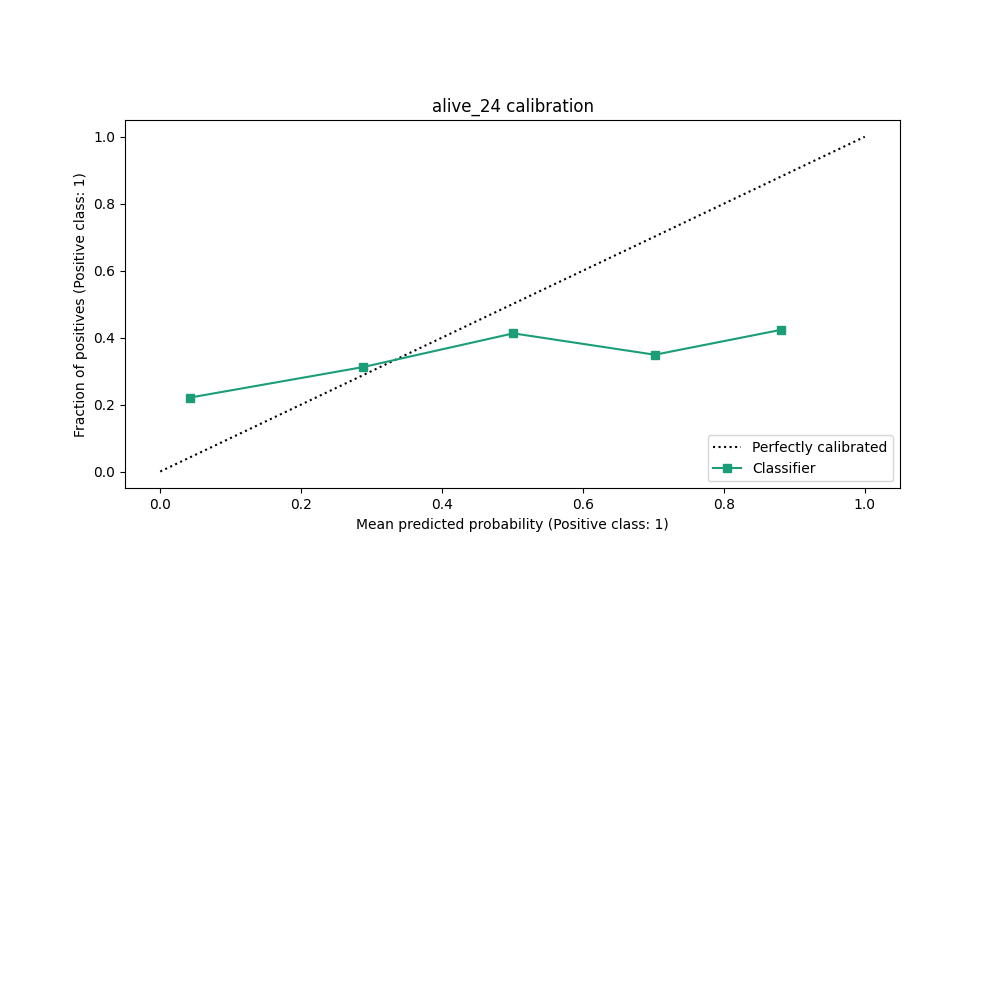 alive_24 calibration
1.0
0.8
0.6
0.4
0.2
0.0
Fraction of positives (Positive class: 1)
Perfectly calibrated
Classifier
0.0 0.2 0.4 0.6 0.8 1.0
Mean predicted probability (Positive class: 1)